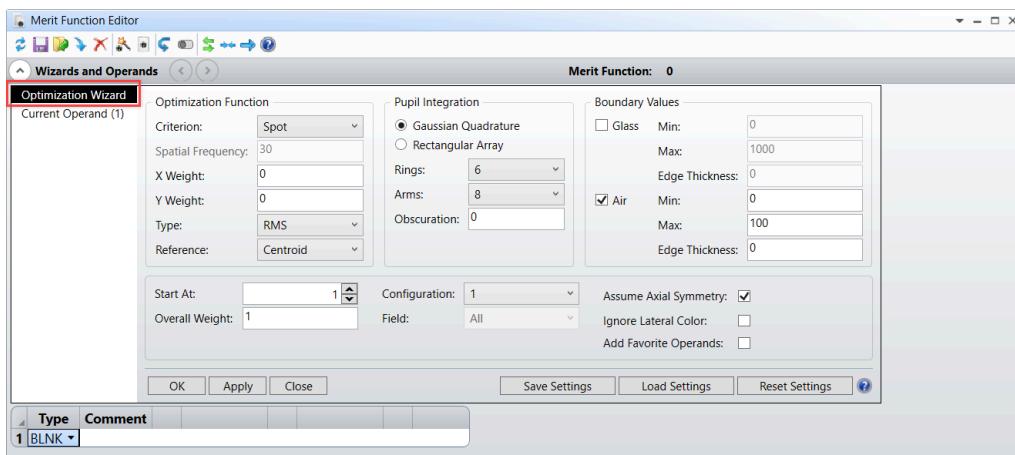 Merit Function Editor
Wizards and Operands Merit Function: 0
Optimization Wizard
Current Operand (1)
Optimization Function
Criterion: Spot
Spatial Frequency: 30
X Weight: 0
Y Weight: 0
Type: RMS
Reference: Centroid
Pupil Integration
Gaussian Quadrature
Rectangular Array
Rings: 6
Arms: 8
Obscuration: 0
Boundary Values
Glass Min: 0
Max: 1000
Edge Thickness: 0
Air Min: 0
Max: 100
Edge Thickness: 0
Start At: 1
Overall Weight: 1
Configuration: 1
Field: All
Assume Axial Symmetry:
Ignore Lateral Color:
Add Favorite Operands:
OK Apply Close Save Settings Load Settings Reset Settings
Type Comment
1 BLNK